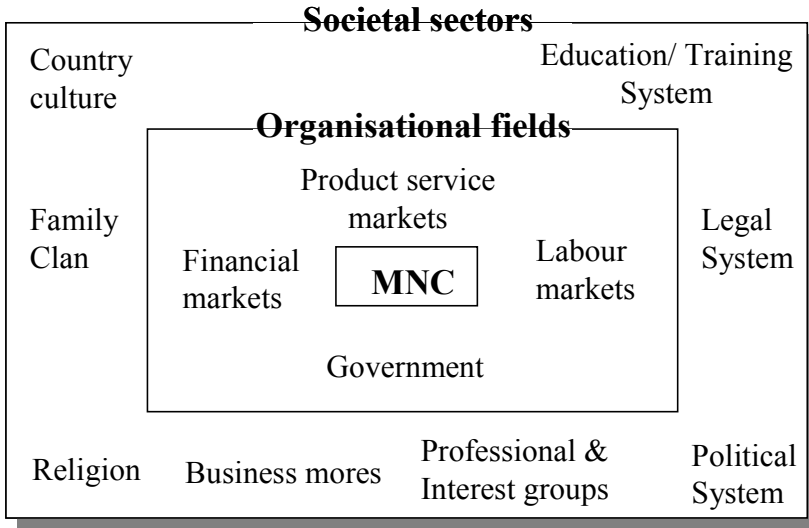 Societal sectors
Country
culture
Education/ Training
System
Organisational fields
Product service
markets
Family
Clan
Financial
markets
MNC
Labour
markets
Legal
System
Government
Religion
Business mores
Professional &
Interest groups
Political
System